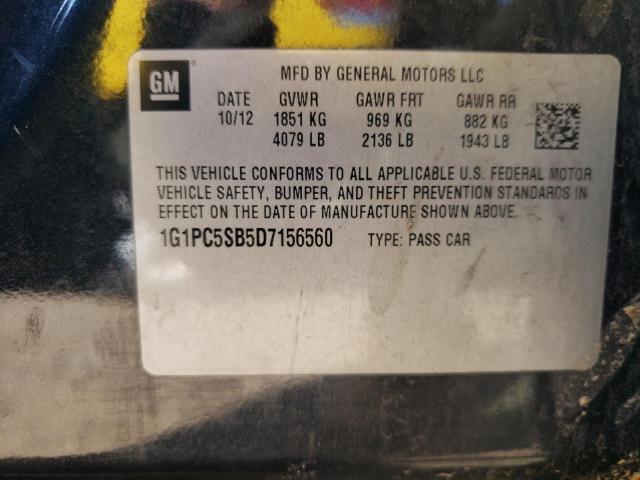 GM ®
MFD BY GENERAL MOTORS LLC
DATE GVWR GAWR FRT GAWR RR
10/12 1851 KG 969 KG 882 KG
4079 LB 2136 LB 1943 LB
THIS VEHICLE CONFORMS TO ALL APPLICABLE U.S. FEDERAL MOTOR
VEHICLE SAFETY, BUMPER, AND THEFT PREVENTION STANDARDS IN
EFFECT ON THE DATE OF MANUFACTURE SHOWN ABOVE.
1G1PC5SB5D7156560 TYPE: PASS CAR